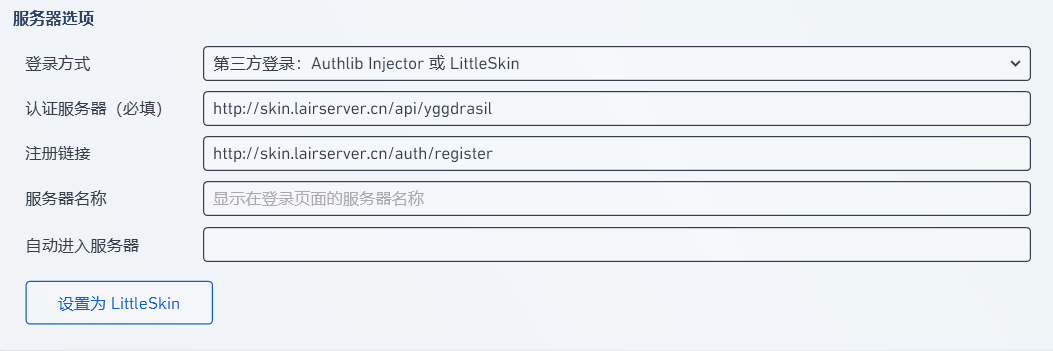 服务器选项
登录方式
第三方登录：Authlib Injector 或 LittleSkin
认证服务器（必填）
http://skin.lairserver.cn/api/yggdrasil
注册链接
http://skin.lairserver.cn/auth/register
服务器名称
显示在登录页面的服务器名称
自动进入服务器
设置为 LittleSkin